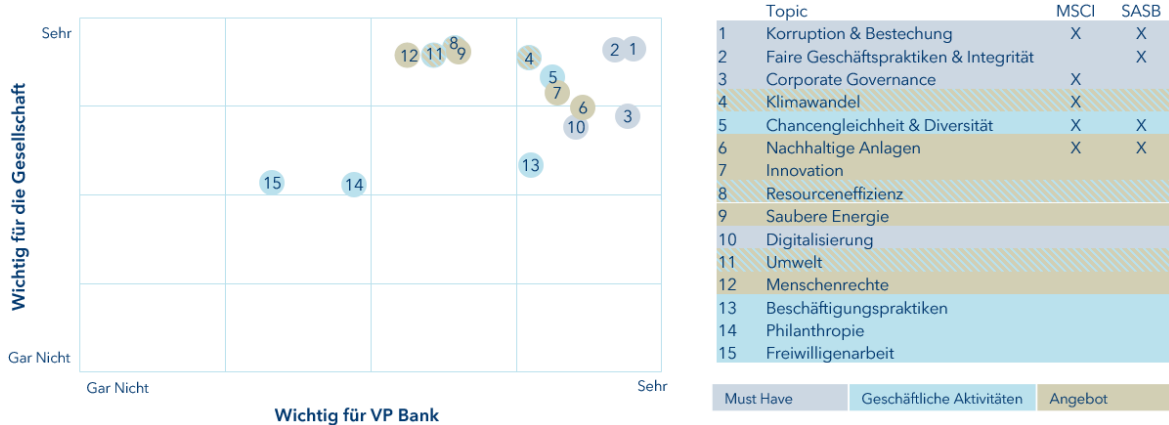 Sehr
Wichtig für die Gesellschaft
Gar Nicht
12 11 8 9 4 5 7 6 10 2 1 3 13 14 15
Gar Nicht Sehr
Wichtig für VP Bank
Topic MSCI SASB
1 Korruption & Bestechung X X
2 Faire Geschäftspraktiken & Integrität X
3 Corporate Governance X
4 Klimawandel X
5 Chancengleichheit & Diversität X X
6 Nachhaltige Anlagen X X
7 Innovation
8 Resourceneffizienz
9 Saubere Energie
10 Digitalisierung
11 Umwelt
12 Menschenrechte
13 Beschäftigungspraktiken
14 Philanthropie
15 Freiwilligenarbeit
Must Have Geschäftliche Aktivitäten Angebot